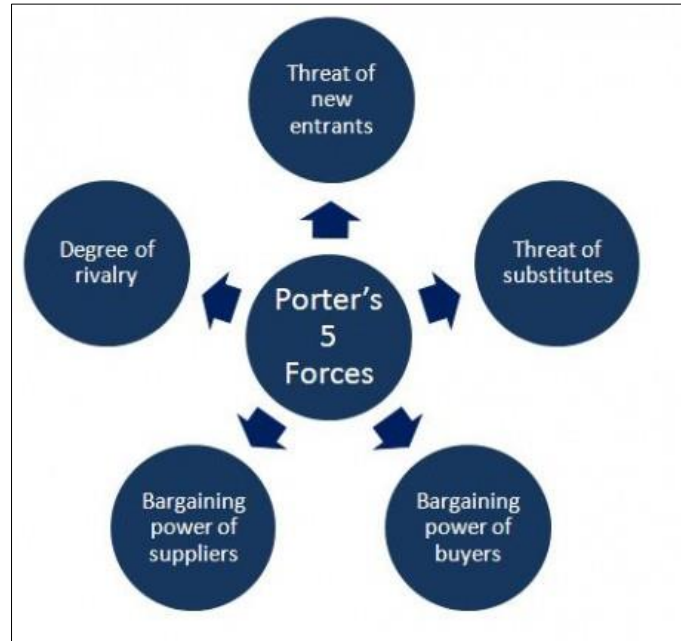 Threat of
new
entrants
Degree of
rivalry
Threat of
substitutes
Porter's
5
Forces
Bargaining
power of
suppliers
Bargaining
power of
buyers